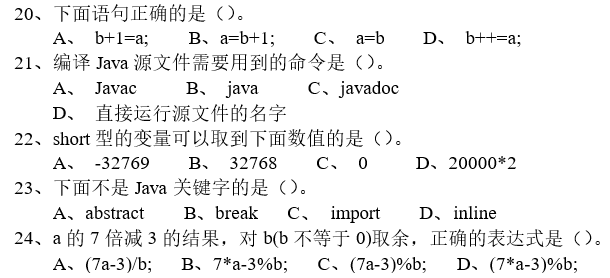 20、下面语句正确的是（）。
A、 b+1=a; B、a=b+1; C、 a=b D、 b++=a;
21、编译 Java 源文件需要用到的命令是（）。
A、 Javac B、 java C、javadoc
D、 直接运行源文件的名字
22、short 型的变量可以取到下面数值的是（）。
A、 -32769 B、 32768 C、 0 D、20000*2
23、下面不是 Java 关键字的是（）。
A、abstract B、break C、 import D、inline
24、a 的 7 倍减 3 的结果，对 b(b 不等于 0)取余，正确的表达式是（）。
A、(7a-3)/b; B、7*a-3%b; C、(7a-3)%b; D、(7*a-3)%b;